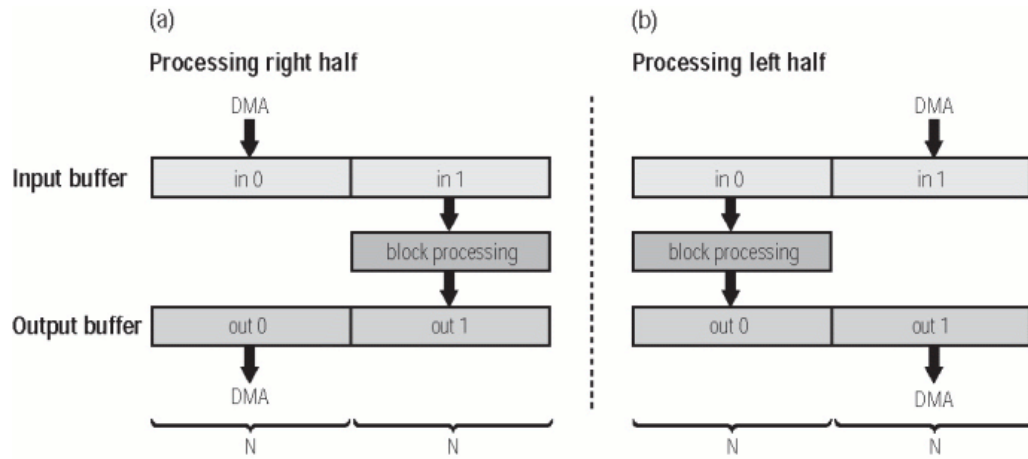 (a)
Processing right half
DMA
Input buffer
in 0
in 1
block processing
Output buffer
out 0
out 1
DMA
N
N
(b)
Processing left half
DMA
in 0
in 1
block processing
out 0
out 1
DMA
N
N